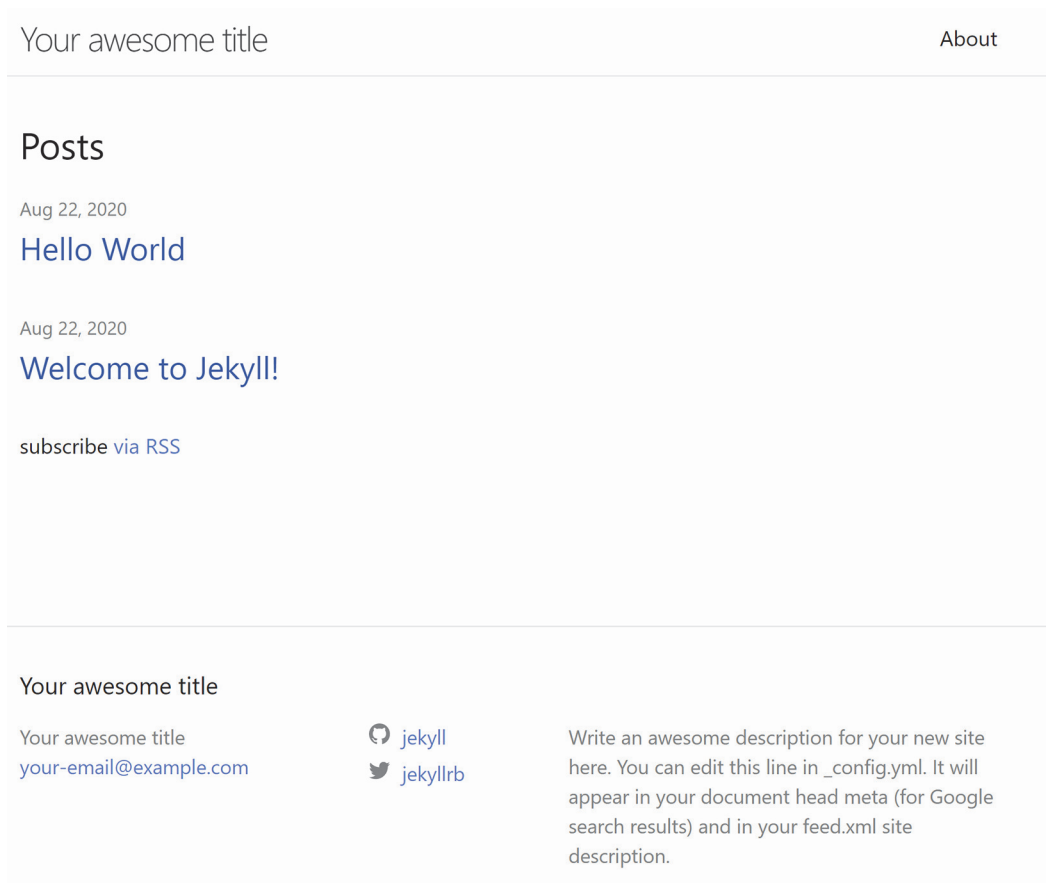 Your awesome title
About
Posts
Aug 22, 2020
Hello World
Aug 22, 2020
Welcome to Jekyll!
subscribe via RSS
Your awesome title
Your awesome title
your-email@example.com
jekyll
jekyllrb
Write an awesome description for your new site
here. You can edit this line in _config.yml. It will
appear in your document head meta (for Google
search results) and in your feed.xml site
description.